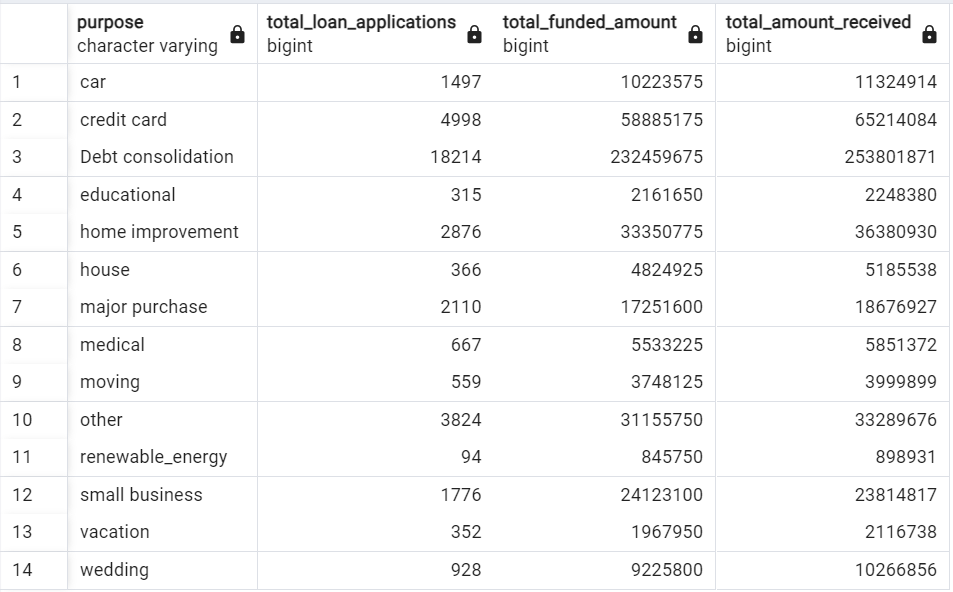 purpose total_loan_applications total_funded_amount total_amount_received
character varying bigint bigint bigint
1 car 1497 10223575 11324914
2 credit card 4998 58885175 65214084
3 Debt consolidation 18214 232459675 253801871
4 educational 315 2161650 2248380
5 home improvement 2876 33350775 36380930
6 house 366 4824925 5185538
7 major purchase 2110 17251600 18676927
8 medical 667 5533225 5851372
9 moving 559 3748125 3999899
10 other 3824 31155750 33289676
11 renewable_energy 94 845750 898931
12 small business 1776 24123100 23814817
13 vacation 352 1967950 2116738
14 wedding 928 9225800 10266856